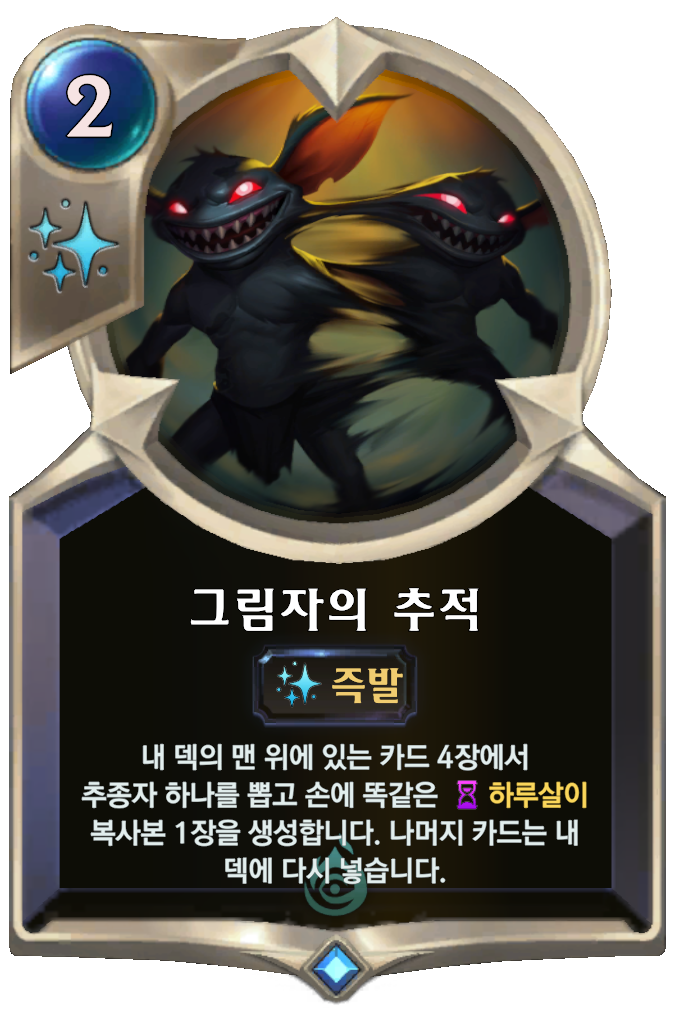 2
그림자의 추적
즉발
내 덱의 맨 위에 있는 카드 4장에서
추종자 하나를 뽑고 손에 똑같은 하루살이
복사본 1장을 생성합니다. 나머지 카드는 내
덱에 다시 넣습니다.